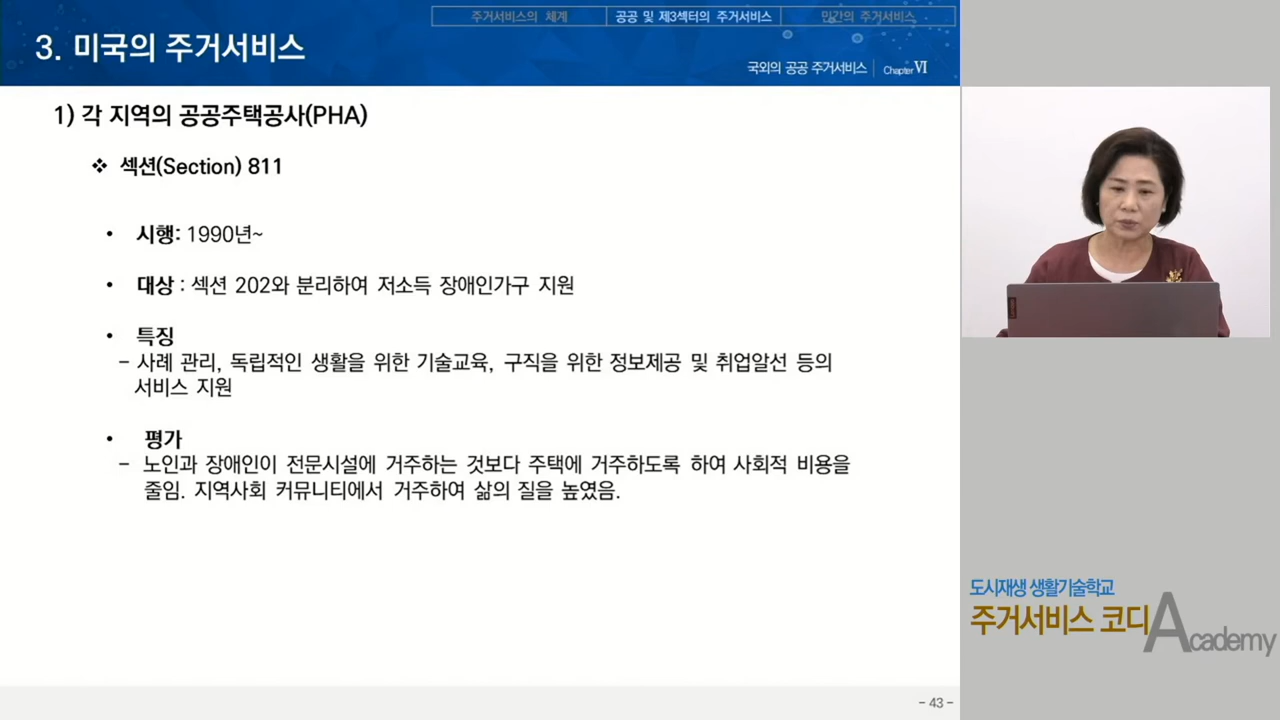 주거서비스의 체계
공공 및 제3섹터의 주거서비스
민간의 주거서비스
3. 미국의 주거서비스
국외의 공공 주거서비스 | Chapter Ⅵ
1) 각 지역의 공공주택공사(PHA)
❖ 섹션(Section) 811
• 시행: 1990년~
• 대상 : 섹션 202와 분리하여 저소득 장애인가구 지원
• 특징
– 사례 관리, 독립적인 생활을 위한 기술교육, 구직을 위한 정보제공 및 취업알선 등의
서비스 지원
• 평가
– 노인과 장애인이 전문시설에 거주하는 것보다 주택에 거주하도록 하여 사회적 비용을
줄임. 지역사회 커뮤니티에서 거주하여 삶의 질을 높였음.
- 43 -
도시재생 생활기술학교
주거서비스 코디 Academy